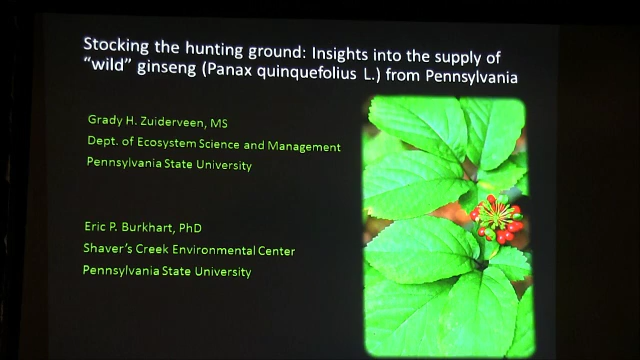 Stocking the hunting ground: Insights into the supply of
“wild” ginseng (Panax quinquefolius L.) from Pennsylvania
Grady H. Zuiderveen, MS
Dept. of Ecosystem Science and Management
Pennsylvania State University
Eric P. Burkhart, PhD
Shaver’s Creek Environmental Center
Pennsylvania State University